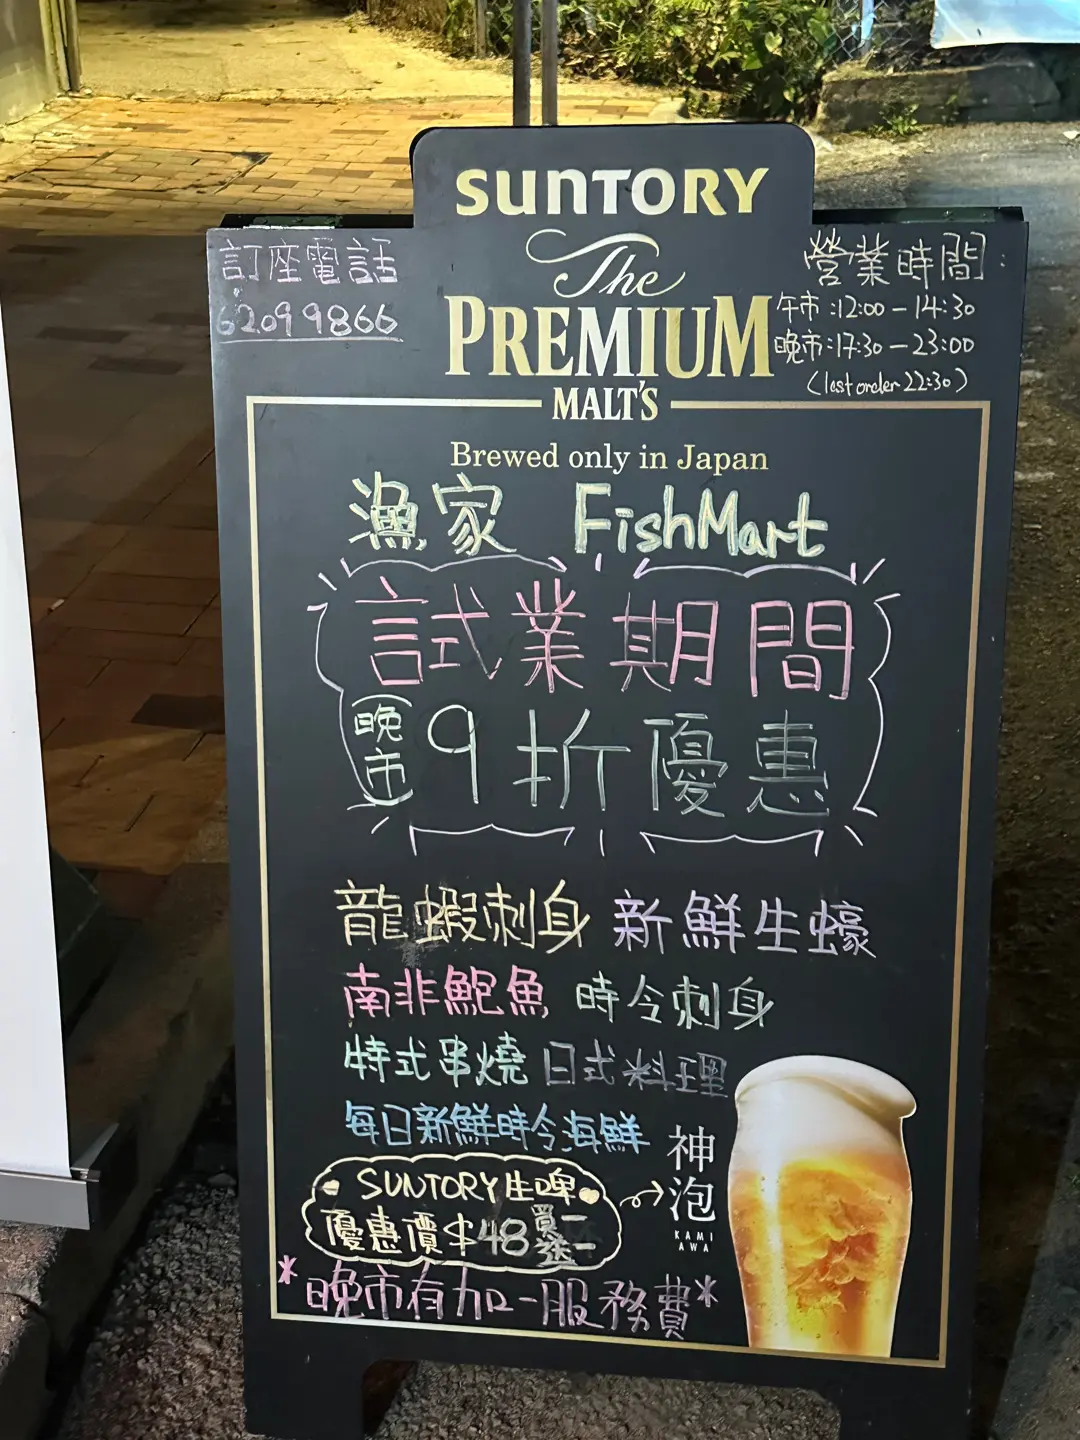 SUNTORY
The
PREMIUM
MALT'S
Brewed only in Japan
訂座電話
62099866
營業時間:
午市:12:00-14:30
晚市:17:30-23:00
(last order 22:30)
漁家 FishMart
試業期間
晚市 9折優惠
龍蝦刺身 新鮮生蠔
南非鮑魚 時令刺身
特式串燒 日式料理
每日新鮮時令海鮮
SUNTORY生啤
優惠價$48 買一送一
神泡
KAMI
AWA
*晚市有加一服務費*